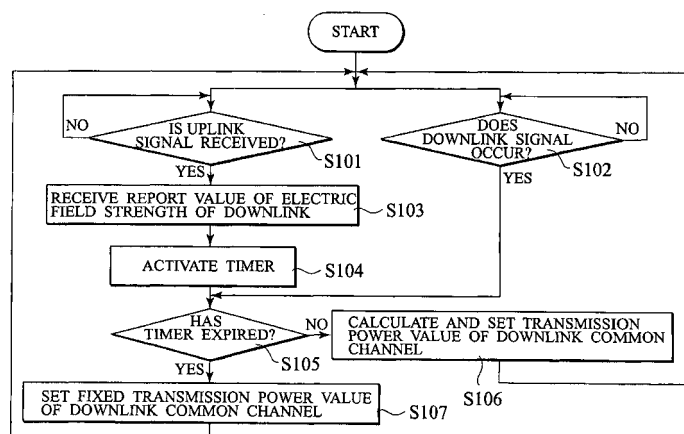 START
NO
IS UPLINK
SIGNAL RECEIVED?
S101
YES
DOES
DOWNLINK SIGNAL
OCCUR?
NO
S102
YES
RECEIVE REPORT VALUE OF ELECTRIC
FIELD STRENGTH OF DOWNLINK
S103
ACTIVATE TIMER
S104
HAS
TIMER EXPIRED?
NO
S105
YES
CALCULATE AND SET TRANSMISSION
POWER VALUE OF DOWNLINK COMMON
CHANNEL
S106
SET FIXED TRANSMISSION POWER VALUE
OF DOWNLINK COMMON CHANNEL
S107